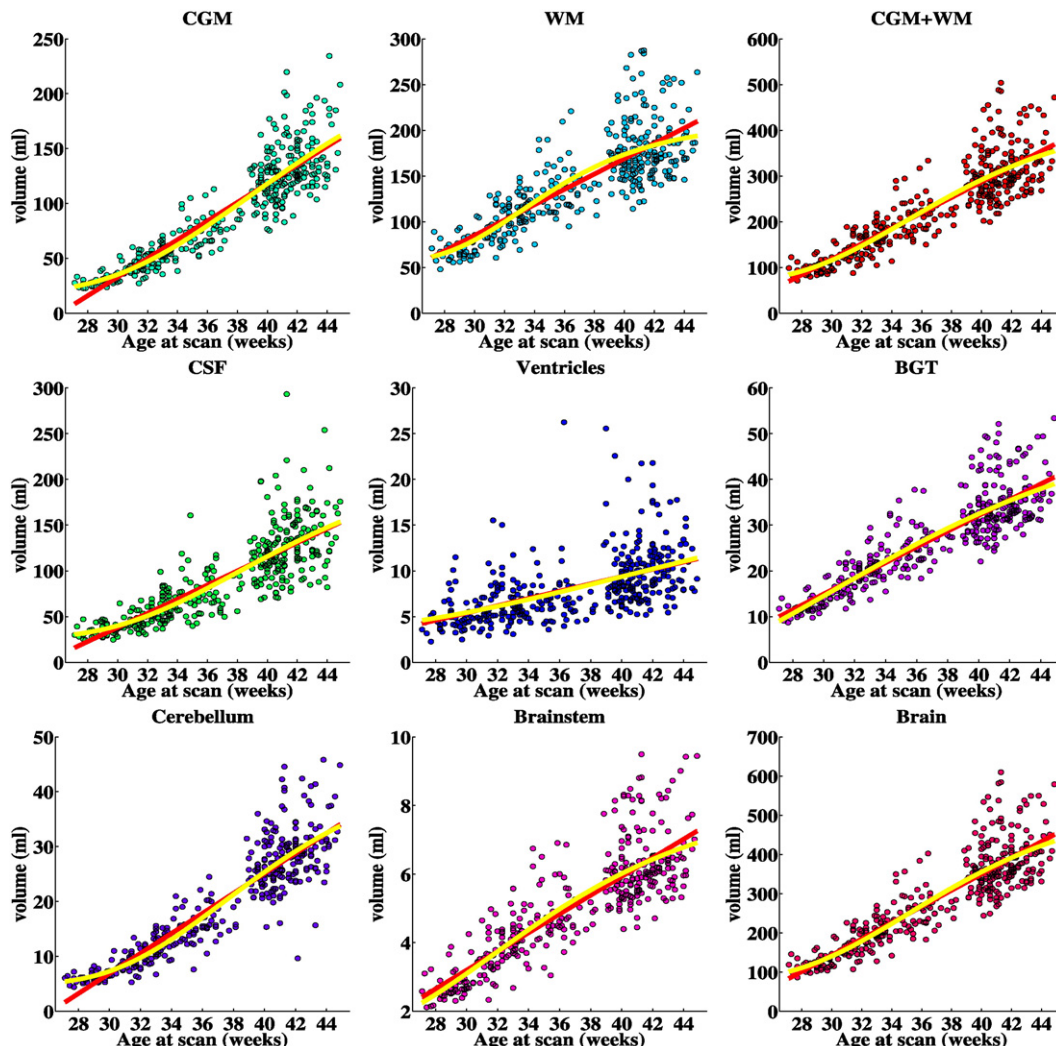 CGM WM CGM+WM
250 300 600
200 250 500
150 200 400
100 150 300
50 100 200
0 50 100
0 0
volume (ml) volume (ml) volume (ml)
28 30 32 34 36 38 40 42 44 28 30 32 34 36 38 40 42 44 28 30 32 34 36 38 40 42 44
Age at scan (weeks) Age at scan (weeks) Age at scan (weeks)
CSF Ventricles BGT
300 30 60
250 25 50
200 20 40
150 15 30
100 10 20
50 5 10
0 0 0
volume (ml) volume (ml) volume (ml)
28 30 32 34 36 38 40 42 44 28 30 32 34 36 38 40 42 44 28 30 32 34 36 38 40 42 44
Age at scan (weeks) Age at scan (weeks) Age at scan (weeks)
Cerebellum Brainstem Brain
50 10 700
40 8 600
30 6 500
20 4 400
10 2 300
0 200
100
0
volume (ml) volume (ml) volume (ml)
28 30 32 34 36 38 40 42 44 28 30 32 34 36 38 40 42 44 28 30 32 34 36 38 40 42 44
Age at scan (weeks) Age at scan (weeks) Age at scan (weeks)